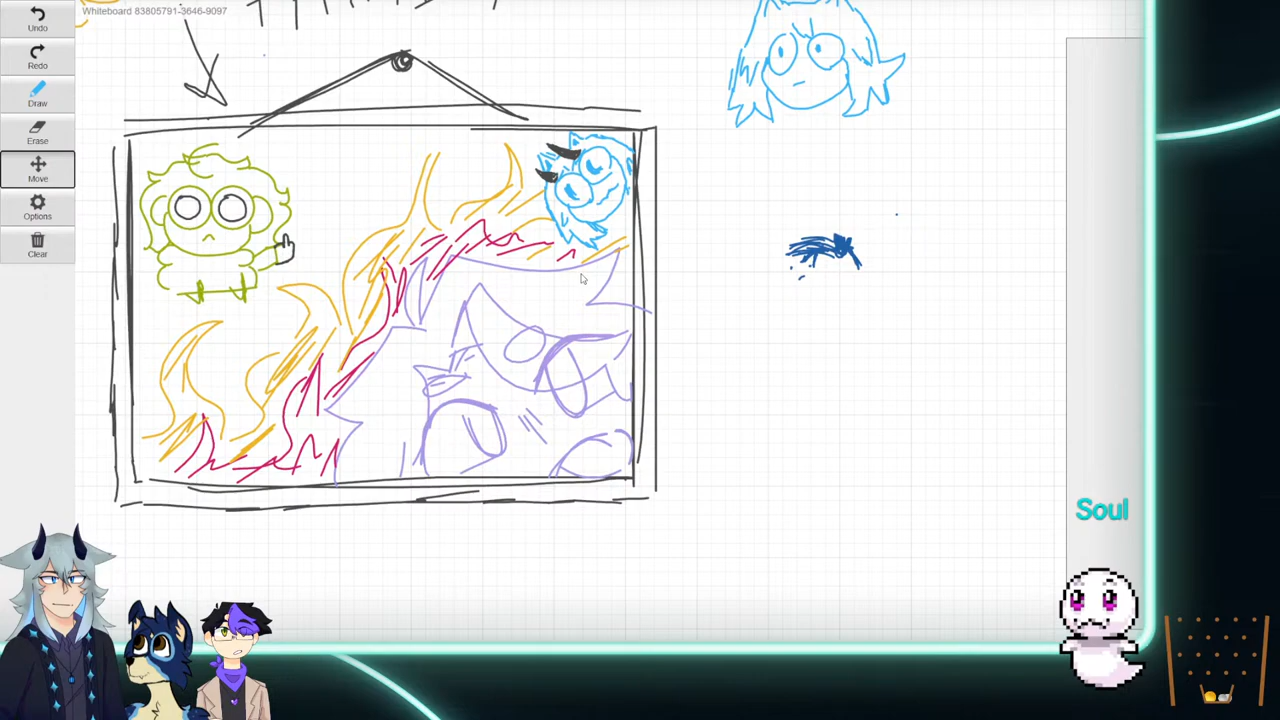 Whiteboard 83805791-3646-9097
Undo
Redo
Draw
Erase
Move
Options
Clear
Soul